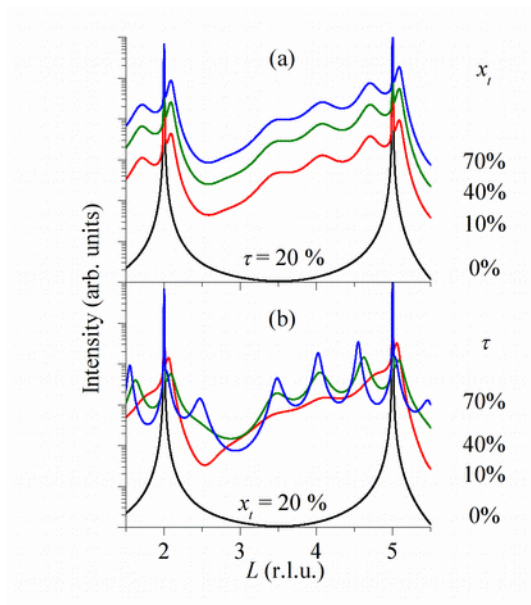 (a)
x_t
70%
40%
10%
0%
τ = 20 %
Intensity (arb. units)
(b)
τ
70%
40%
10%
0%
x_t = 20 %
2 3 4 5
L (r.l.u.)